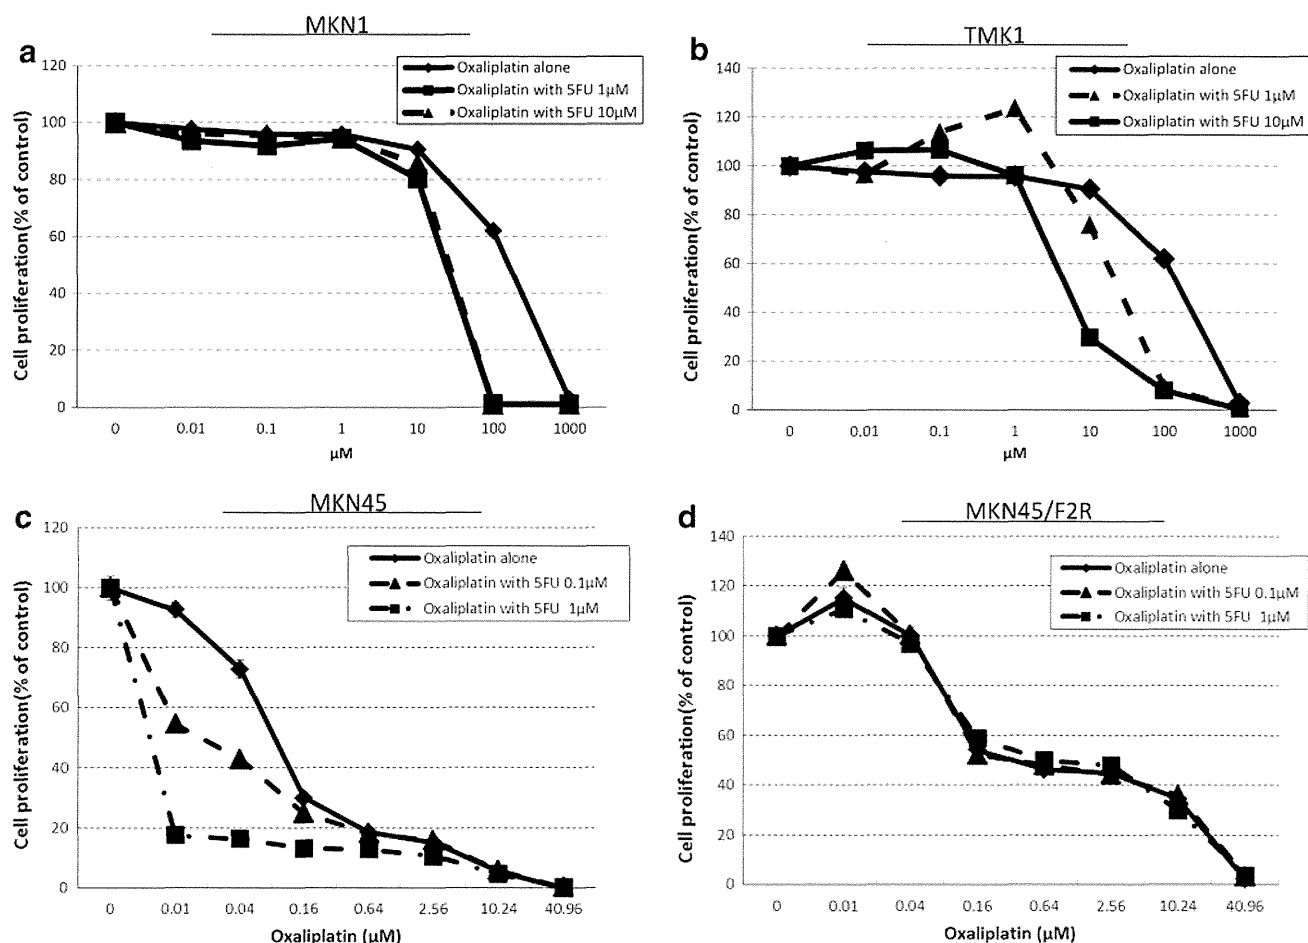 a
MKN1
120
100
80
60
40
20
0
Cell proliferation(% of control)
Oxaliplatin alone
Oxaliplatin with 5FU 1µM
Oxaliplatin with 5FU 10µM
0 0.01 0.1 1 10 100 1000
µM
b
TMK1
140
120
100
80
60
40
20
0
Cell proliferation(% of control)
Oxaliplatin alone
Oxaliplatin with 5FU 1µM
Oxaliplatin with 5FU 10µM
0 0.01 0.1 1 10 100 1000
µM
c
MKN45
120
100
80
60
40
20
0
Cell proliferation(% of control)
Oxaliplatin alone
Oxaliplatin with 5FU 0.1µM
Oxaliplatin with 5FU 1µM
0 0.01 0.04 0.16 0.64 2.56 10.24 40.96
Oxaliplatin (µM)
d
MKN45/F2R
140
120
100
80
60
40
20
0
Cell proliferation(% of control)
Oxaliplatin alone
Oxaliplatin with 5FU 0.1µM
Oxaliplatin with 5FU 1µM
0 0.01 0.04 0.16 0.64 2.56 10.24 40.96
Oxaliplatin (µM)